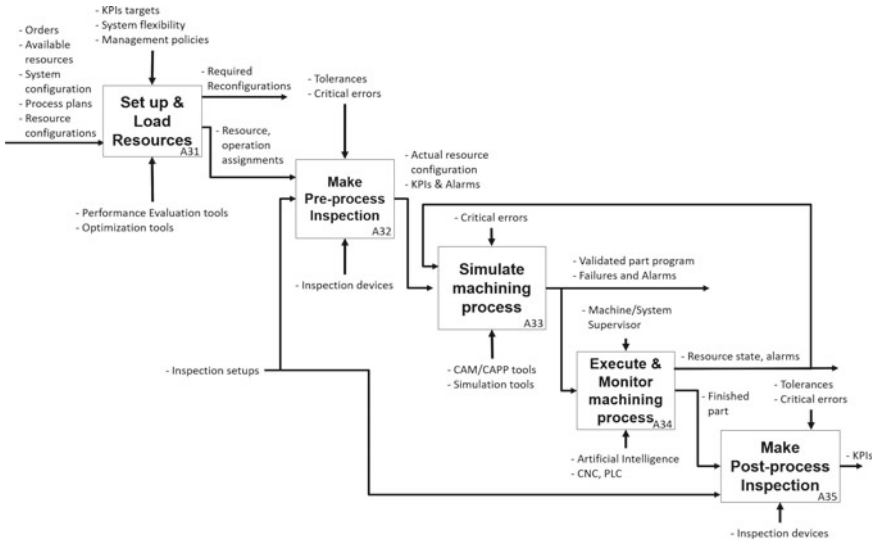 - KPIs targets
- System flexibility
- Management policies
- Orders
- Available
resources
- System
configuration
- Process plans
- Resource
configurations
Set up &
Load
Resources
A31
- Required
Reconfigurations
- Resource,
operation
assignments
- Performance Evaluation tools
- Optimization tools
- Tolerances
- Critical errors
Make
Pre-process
Inspection
A32
- Actual resource
configuration
- KPIs & Alarms
- Inspection devices
- Critical errors
Simulate
machining
process
A33
- Validated part program
- Failures and Alarms
- CAM/CAPP tools
- Simulation tools
- Machine/System
Supervisor
- Inspection setups
Execute &
Monitor
machining
process
A34
- Resource state, alarms
- Finished
part
- Artificial Intelligence
- CNC, PLC
- Tolerances
- Critical errors
Make
Post-process
Inspection
A35
- KPIs
- Inspection devices